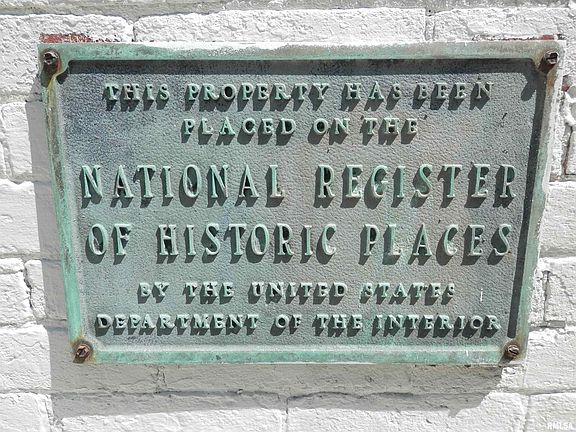 THIS PROPERTY HAS BEEN
PLACED ON THE
NATIONAL REGISTER
OF HISTORIC PLACES
BY THE UNITED STATES
DEPARTMENT OF THE INTERIOR
RMLSA